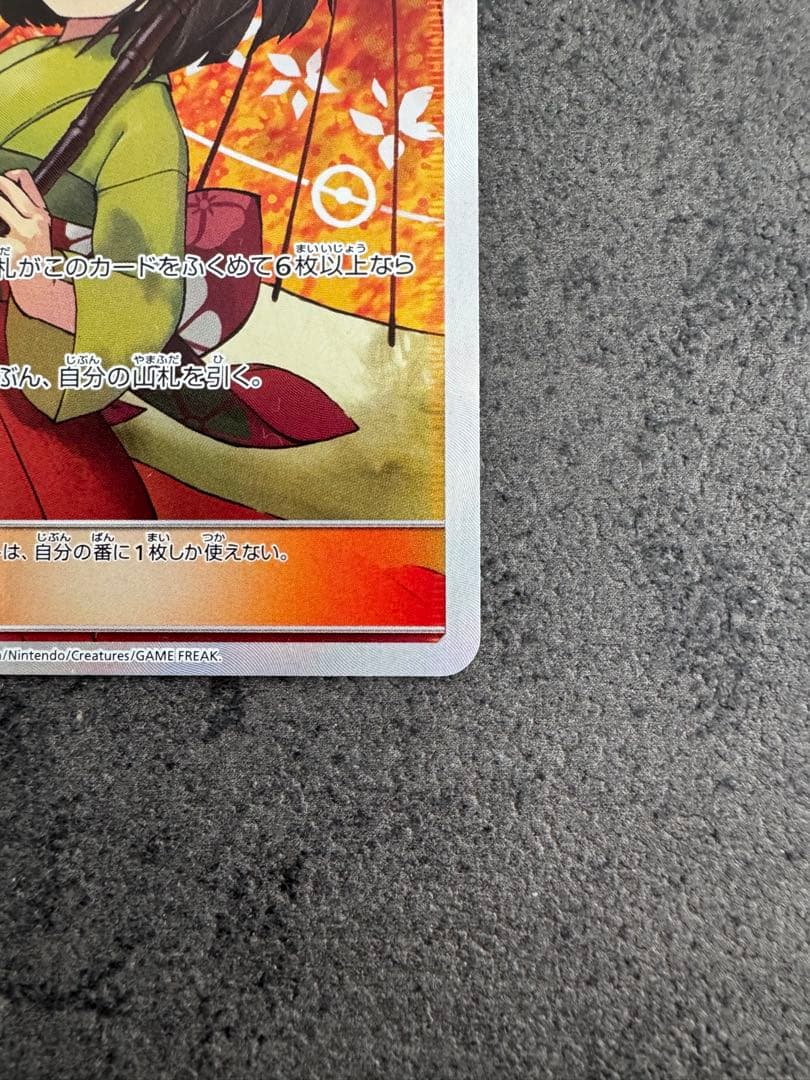 札がこのカードをふくめて6枚以上なら
ぶん、自分の山札を引く。
は、自分の番に1枚しか使えない。
/Nintendo/Creatures/GAME FREAK.